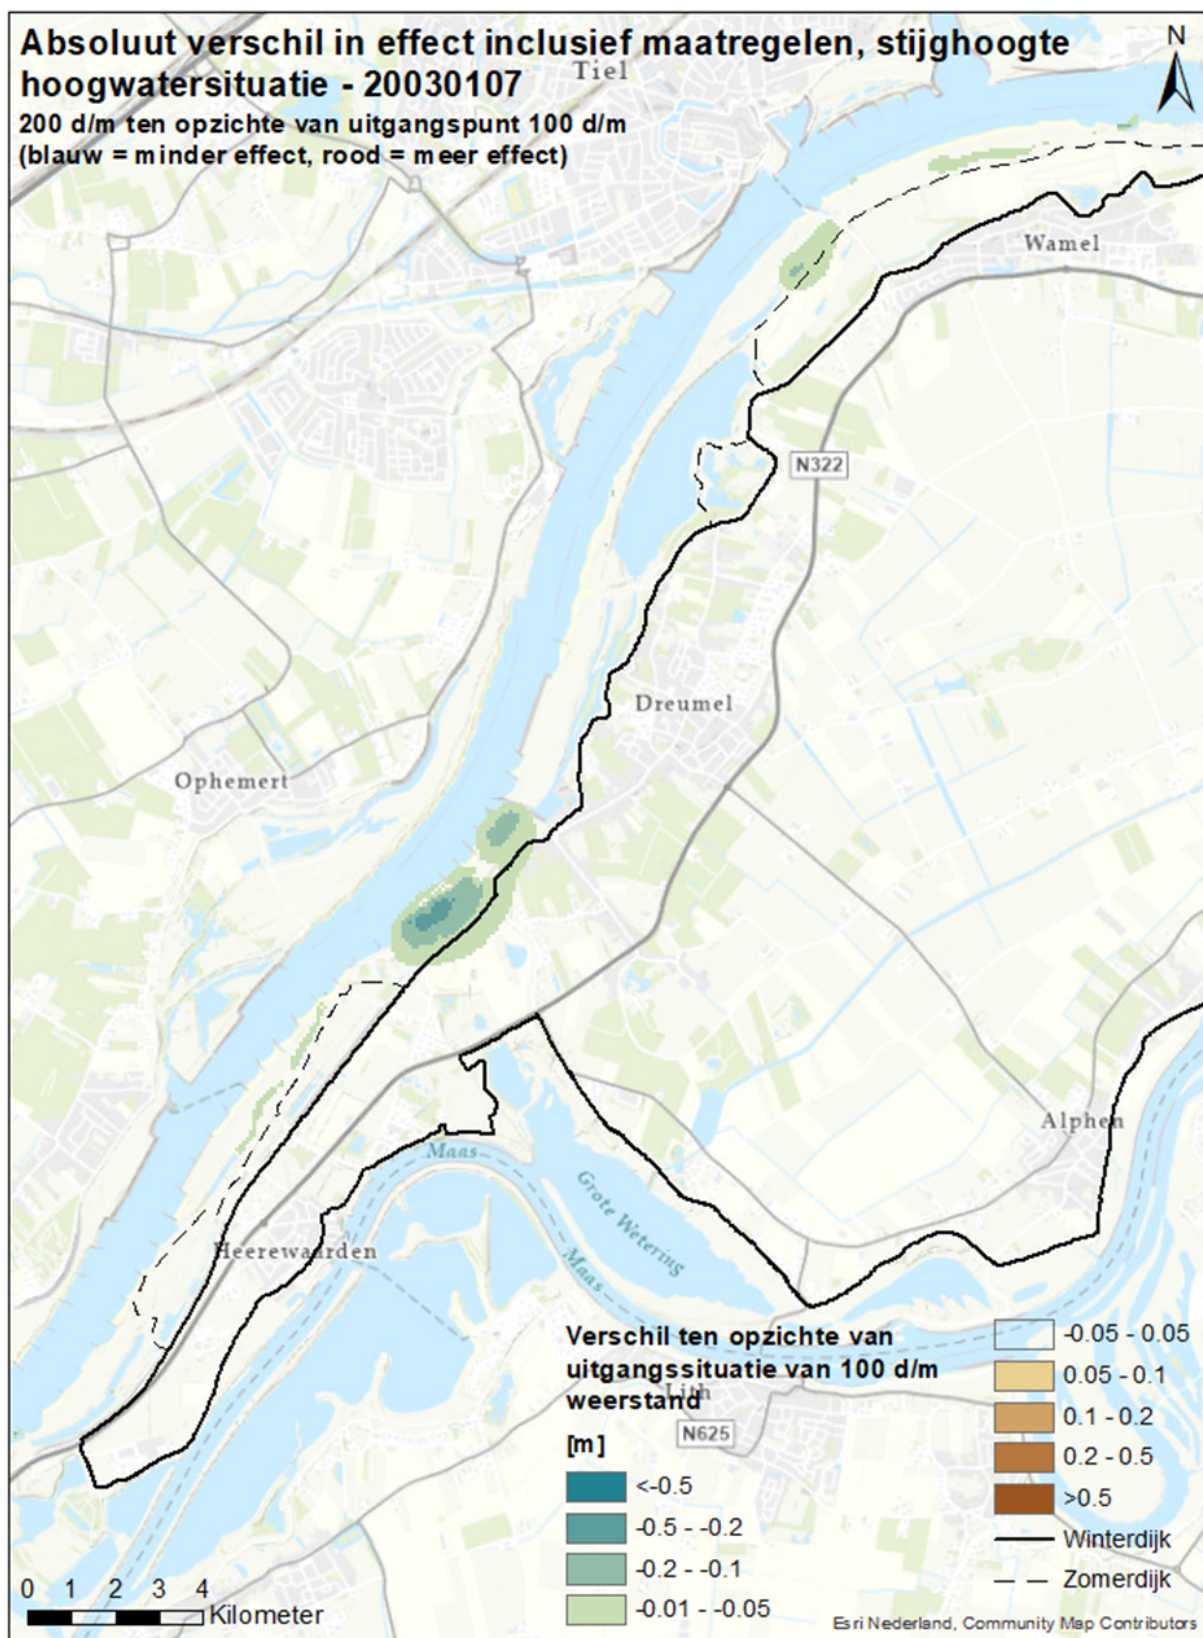 Absoluut verschil in effect inclusief maatregelen, stijghoogte
hoogwatersituatie - 20030107
200 d/m ten opzichte van uitgangspunt 100 d/m
(blauw = minder effect, rood = meer effect)
N
Tiel
Wamel
N322
Dreumel
Ophemert
Alphen
Maas
Grote Wetering
Maas
Heerewaarden
Lith
N625
Verschil ten opzichte van
uitgangssituatie van 100 d/m
weerstand
[m]
<-0.5
-0.5 - -0.2
-0.2 - -0.1
-0.01 - -0.05
-0.05 - 0.05
0.05 - 0.1
0.1 - 0.2
0.2 - 0.5
>0.5
Winterdijk
Zomerdijk
0 1 2 3 4
Kilometer
Esri Nederland, Community Map Contributors